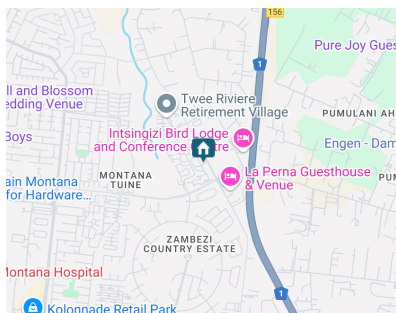 156
Pure Joy Gues
1
ll and Blossom
edding Venue
Twee Riviere
Retirement Village
PUMULANI AH
Boys
Intsingizi Bird Lodge
and Conference
tre
Engen - Dam
MONTANA
TUINE
La Perna Guesthouse
& Venue
PUM
ain Montana
for Hardware...
ZAMBEZI
COUNTRY ESTATE
Montana Hospital
1
Kolonnade Retail Park